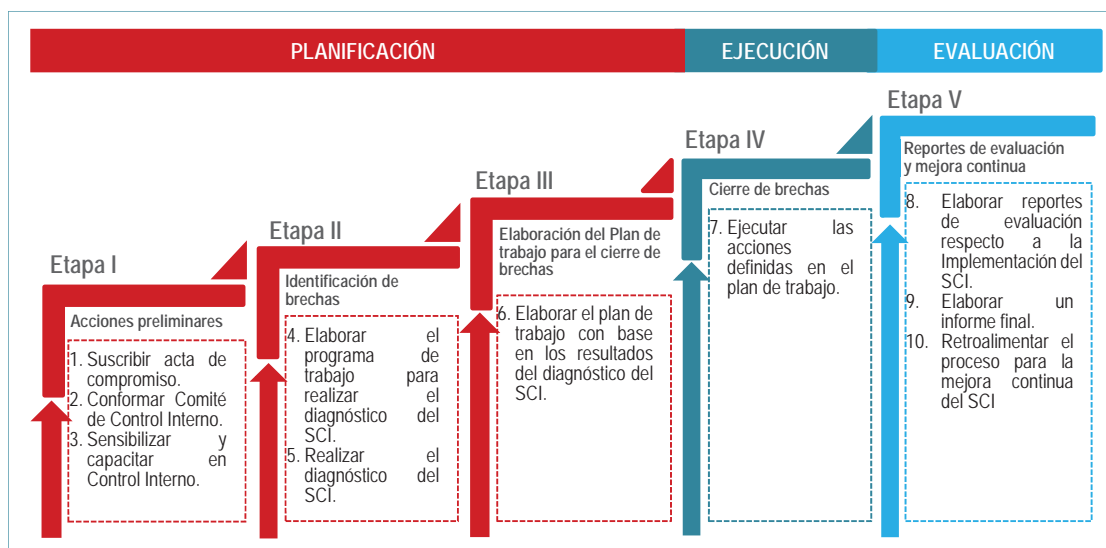 PLANIFICACIÓN
EJECUCIÓN
EVALUACIÓN
Etapa I
Acciones preliminares
1. Suscribir acta de
compromiso.
2. Conformar Comité
de Control Interno.
3. Sensibilizar y
capacitar en
Control Interno.
Etapa II
Identificación de
brechas
4. Elaborar el
programa de
trabajo para
realizar el
diagnóstico del
SCI.
5. Realizar el
diagnóstico del
SCI.
Etapa III
Elaboración del Plan de
trabajo para el cierre de
brechas
6. Elaborar el plan de
trabajo con base
en los resultados
del diagnóstico del
SCI.
Etapa IV
Cierre de brechas
7. Ejecutar las
acciones
definidas en el
plan de trabajo.
Etapa V
Reportes de evaluación
y mejora continua
8. Elaborar reportes
de evaluación
respecto a la
Implementación del
SCI.
9. Elaborar un
informe final.
10. Retroalimentar el
proceso para la
mejora continua
del SCI